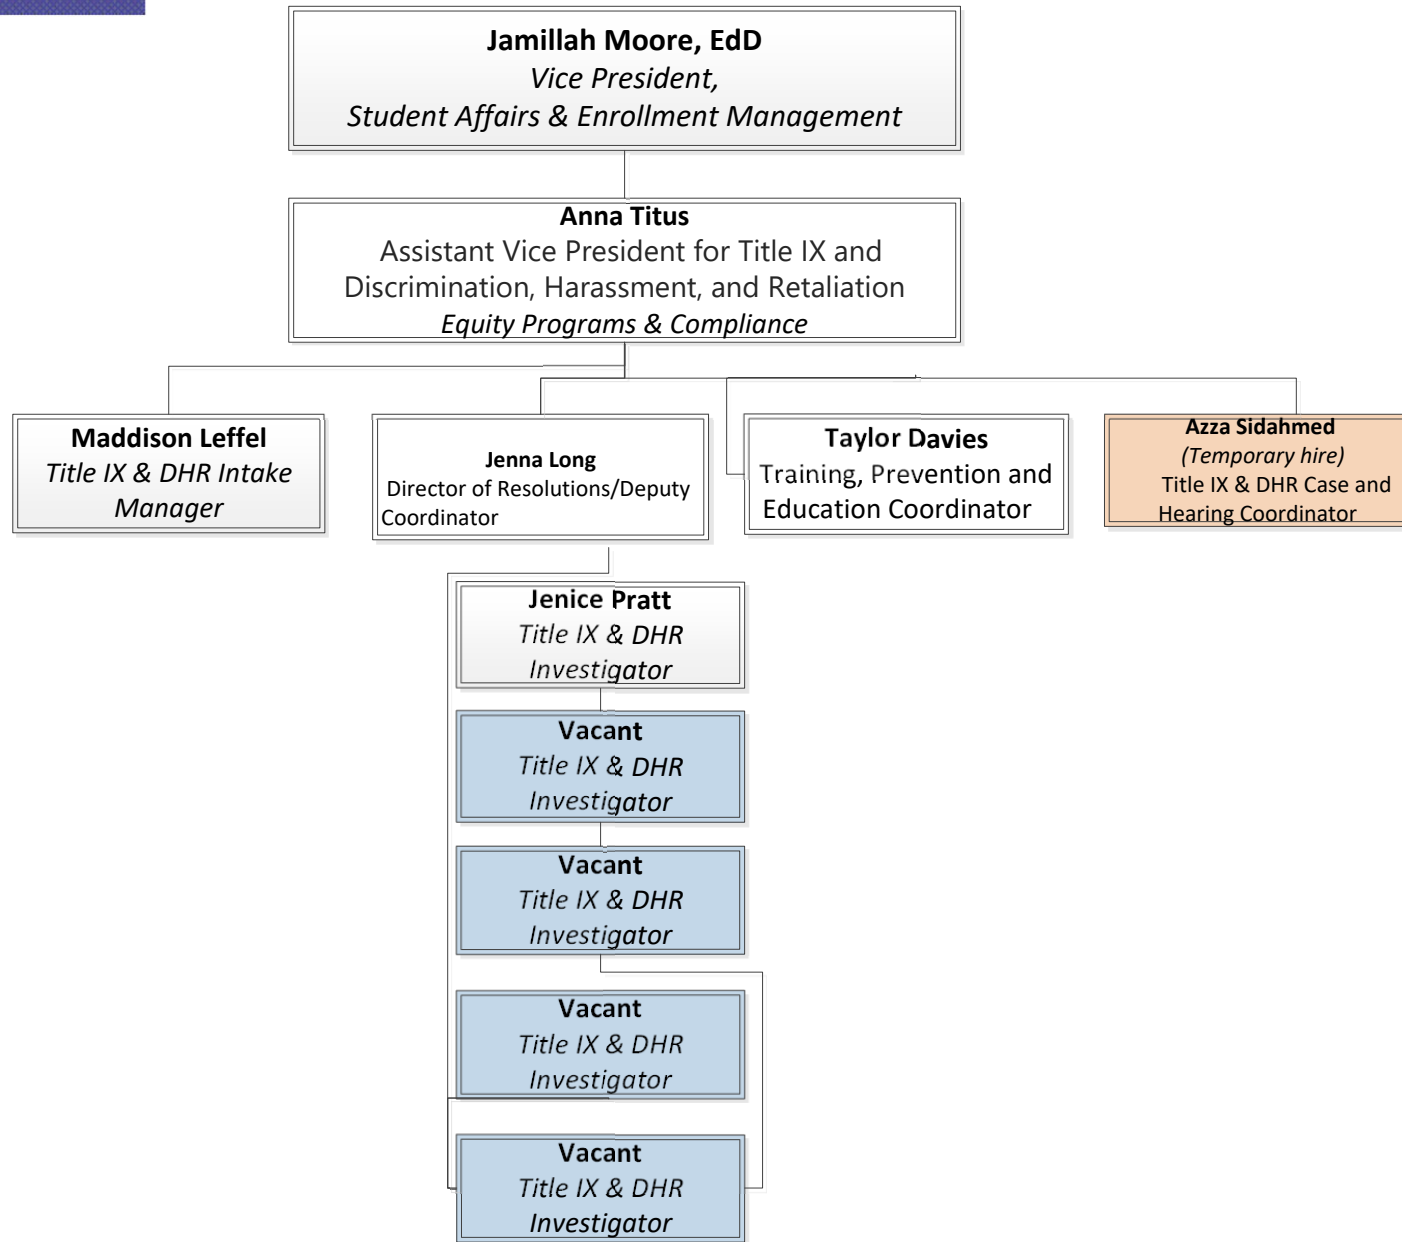 Jamillah Moore, EdD
Vice President,
Student Affairs & Enrollment Management
Anna Titus
Assistant Vice President for Title IX and
Discrimination, Harassment, and Retaliation
Equity Programs & Compliance
Maddison Leffel
Title IX & DHR Intake
Manager
Jenna Long
Director of Resolutions/Deputy
Coordinator
Taylor Davies
Training, Prevention and
Education Coordinator
Azza Sidahmed
(Temporary hire)
Title IX & DHR Case and
Hearing Coordinator
Jenice Pratt
Title IX & DHR
Investigator
Vacant
Title IX & DHR
Investigator
Vacant
Title IX & DHR
Investigator
Vacant
Title IX & DHR
Investigator
Vacant
Title IX & DHR
Investigator